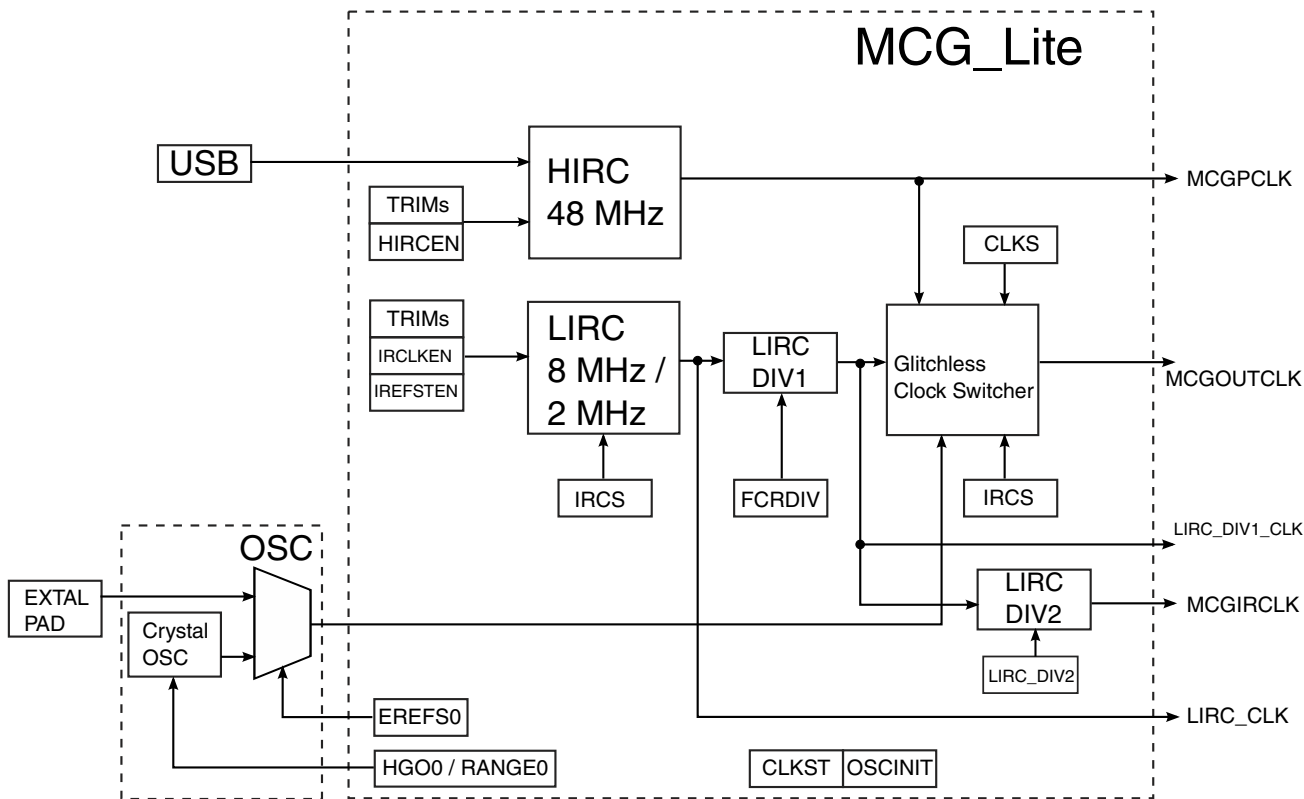 MCG_Lite
USB
HIRC
48 MHz
TRIMs
HIRCEN
MCGPCLK
CLKS
TRIMs
IRCLKEN
IREFSTEN
LIRC
8 MHz /
2 MHz
LIRC
DIV1
Glitchless
Clock Switcher
MCGOUTCLK
IRCS
FCRDIV
IRCS
LIRC_DIV1_CLK
OSC
EXTAL
PAD
Crystal
OSC
LIRC
DIV2
MCGIRCLK
LIRC_DIV2
EREFS0
LIRC_CLK
HGO0 / RANGE0
CLKST
OSCINIT